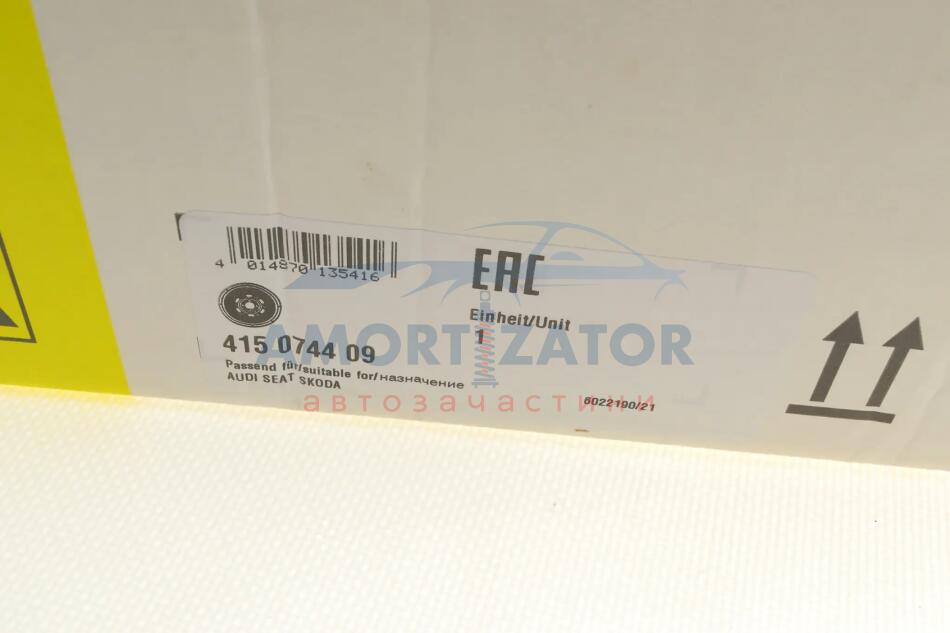 4 014870 135416
EAC
Einheit/Unit
1
415 0744 09
Passend für/suitable for/назначение
AUDI SEAT SKODA
6022190/21
AMORTIZATOR
автозачастини